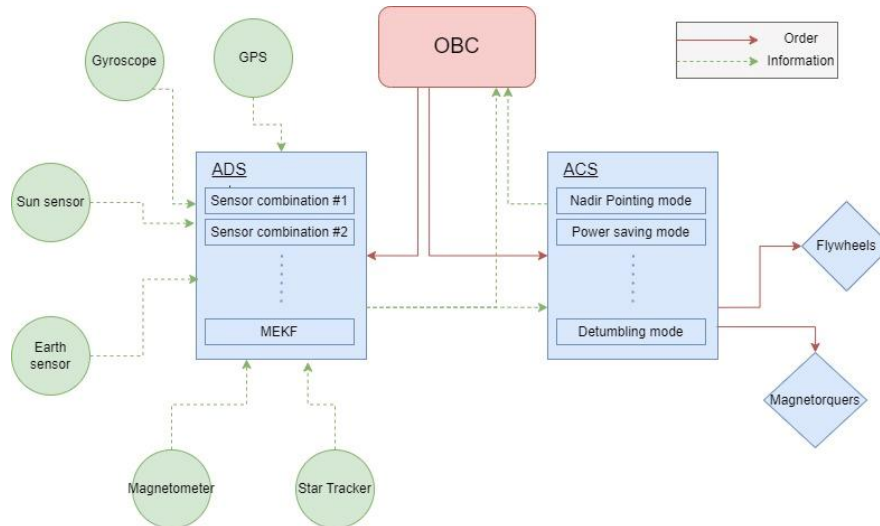 OBC
Order
Information
Gyroscope
GPS
ADS
Sensor combination #1
Sensor combination #2
MEKF
ACS
Nadir Pointing mode
Power saving mode
Detumbling mode
Sun sensor
Earth
sensor
Flywheels
Magnetorquers
Magnetometer
Star Tracker